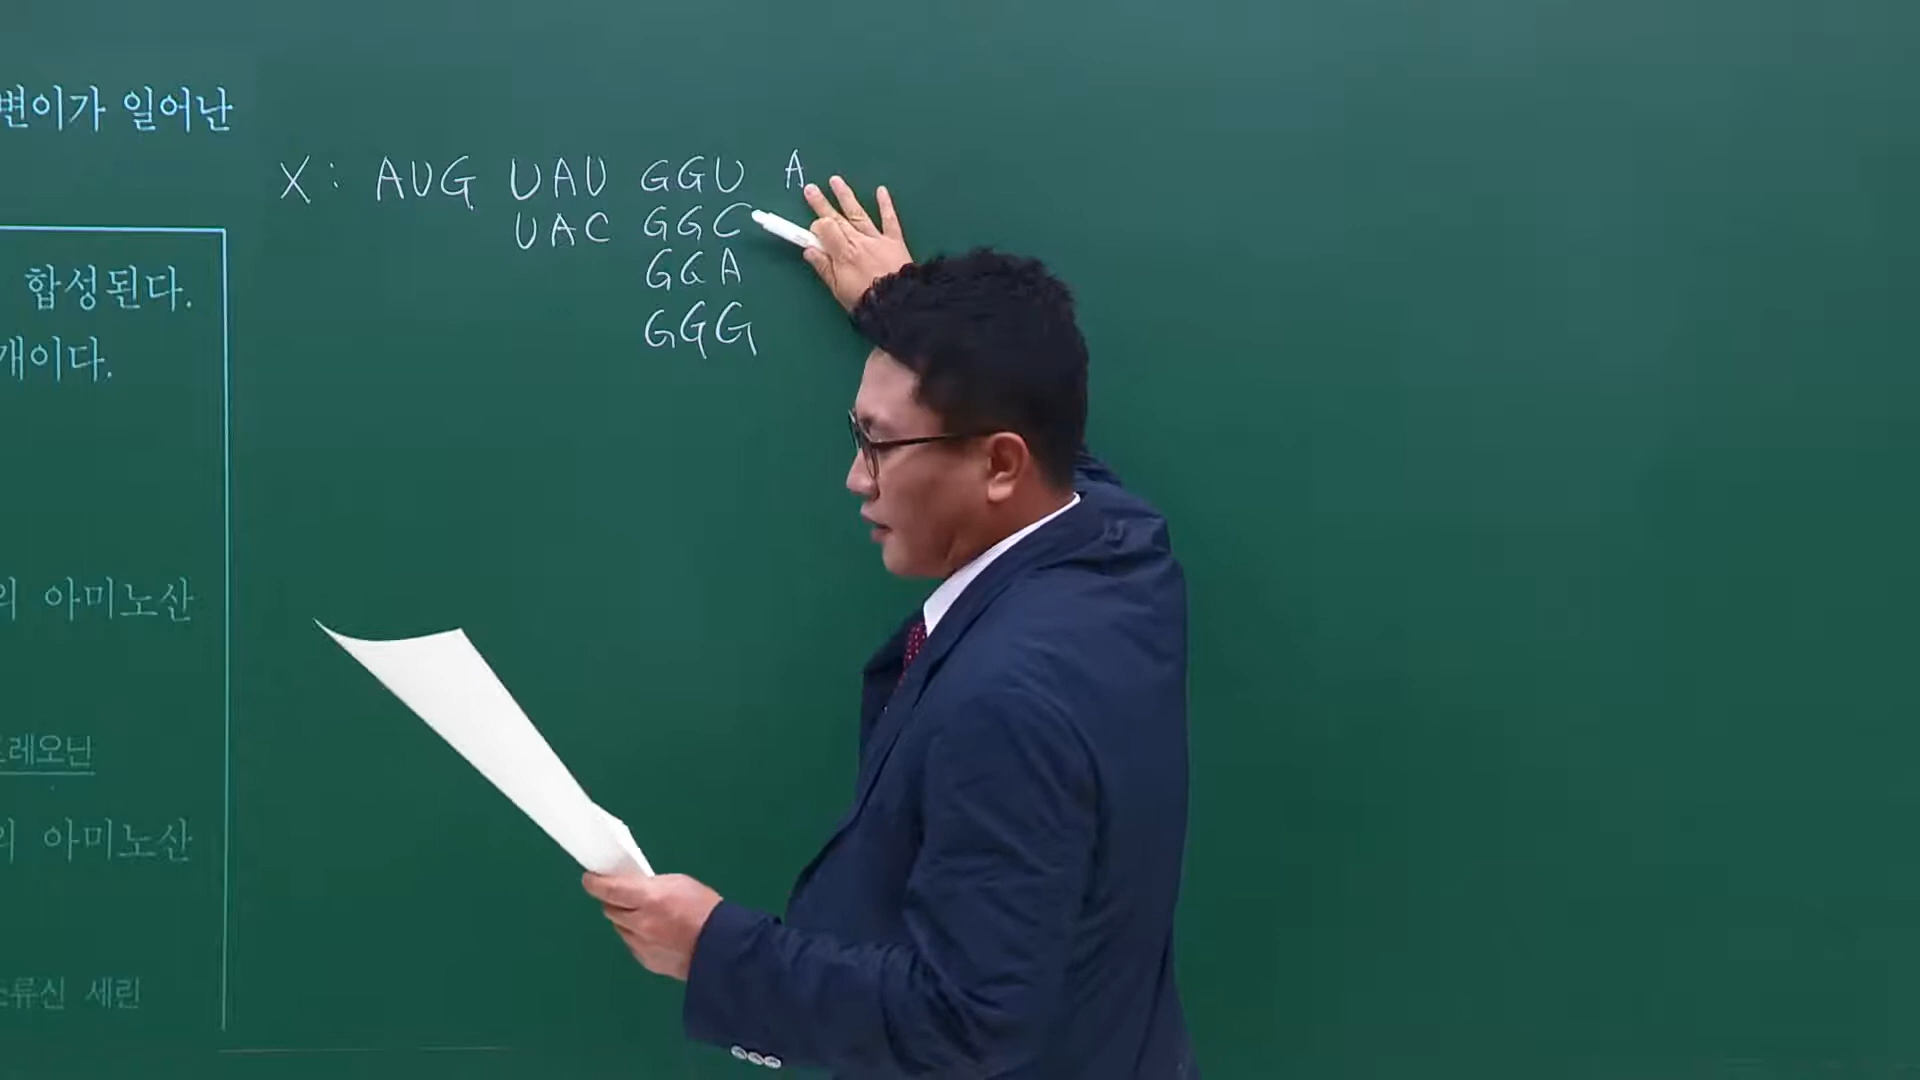 변이가 일어난
X: AUG UAU GGU A
UAC GGC
GGA
GGG
합성된다.
개이다.
의 아미노산
레오닌
의 아미노산
류신 세린